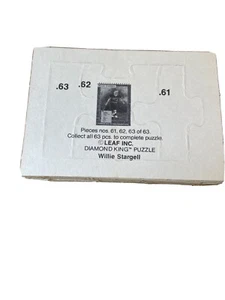 .63 .62 .61
Pieces nos. 61, 62, 63 of 63.
Collect all 63 pcs. to complete puzzle.
© LEAF INC.
DIAMOND KING™ PUZZLE
Willie Stargell